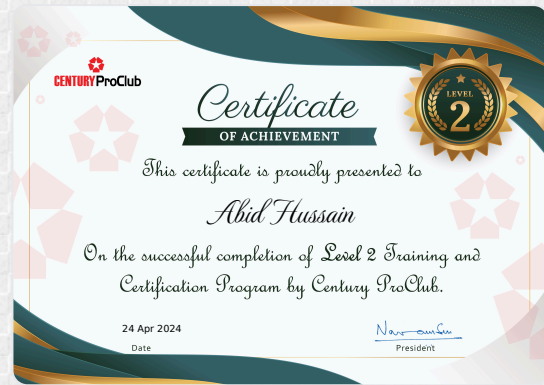 CENTURY ProClub
LEVEL
2
Certificate
OF ACHIEVEMENT
This certificate is proudly presented to
Abid Hussain
On the successful completion of Level 2 Training and
Certification Program by Century ProClub.
24 Apr 2024
Date
President